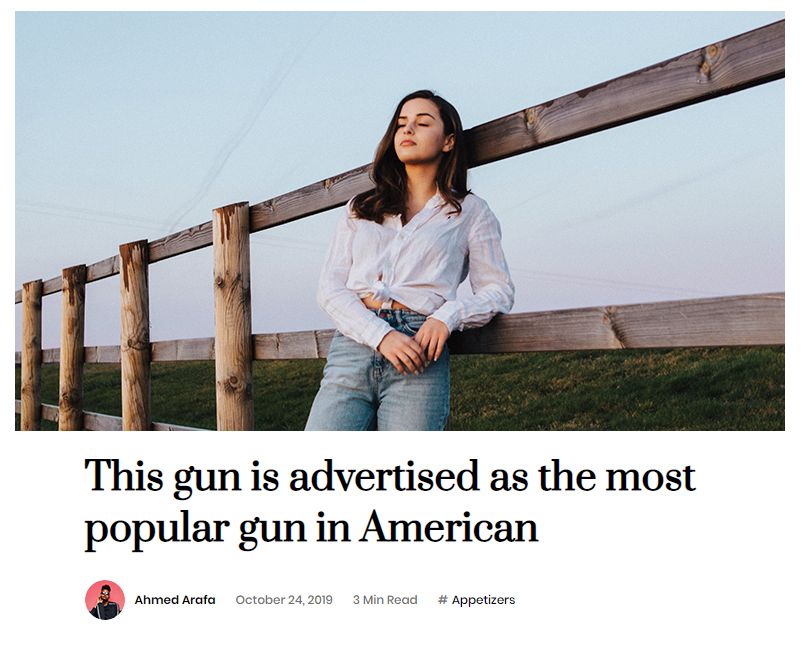 This gun is advertised as the most
popular gun in American
Ahmed Arafa October 24, 2019 3 Min Read # Appetizers